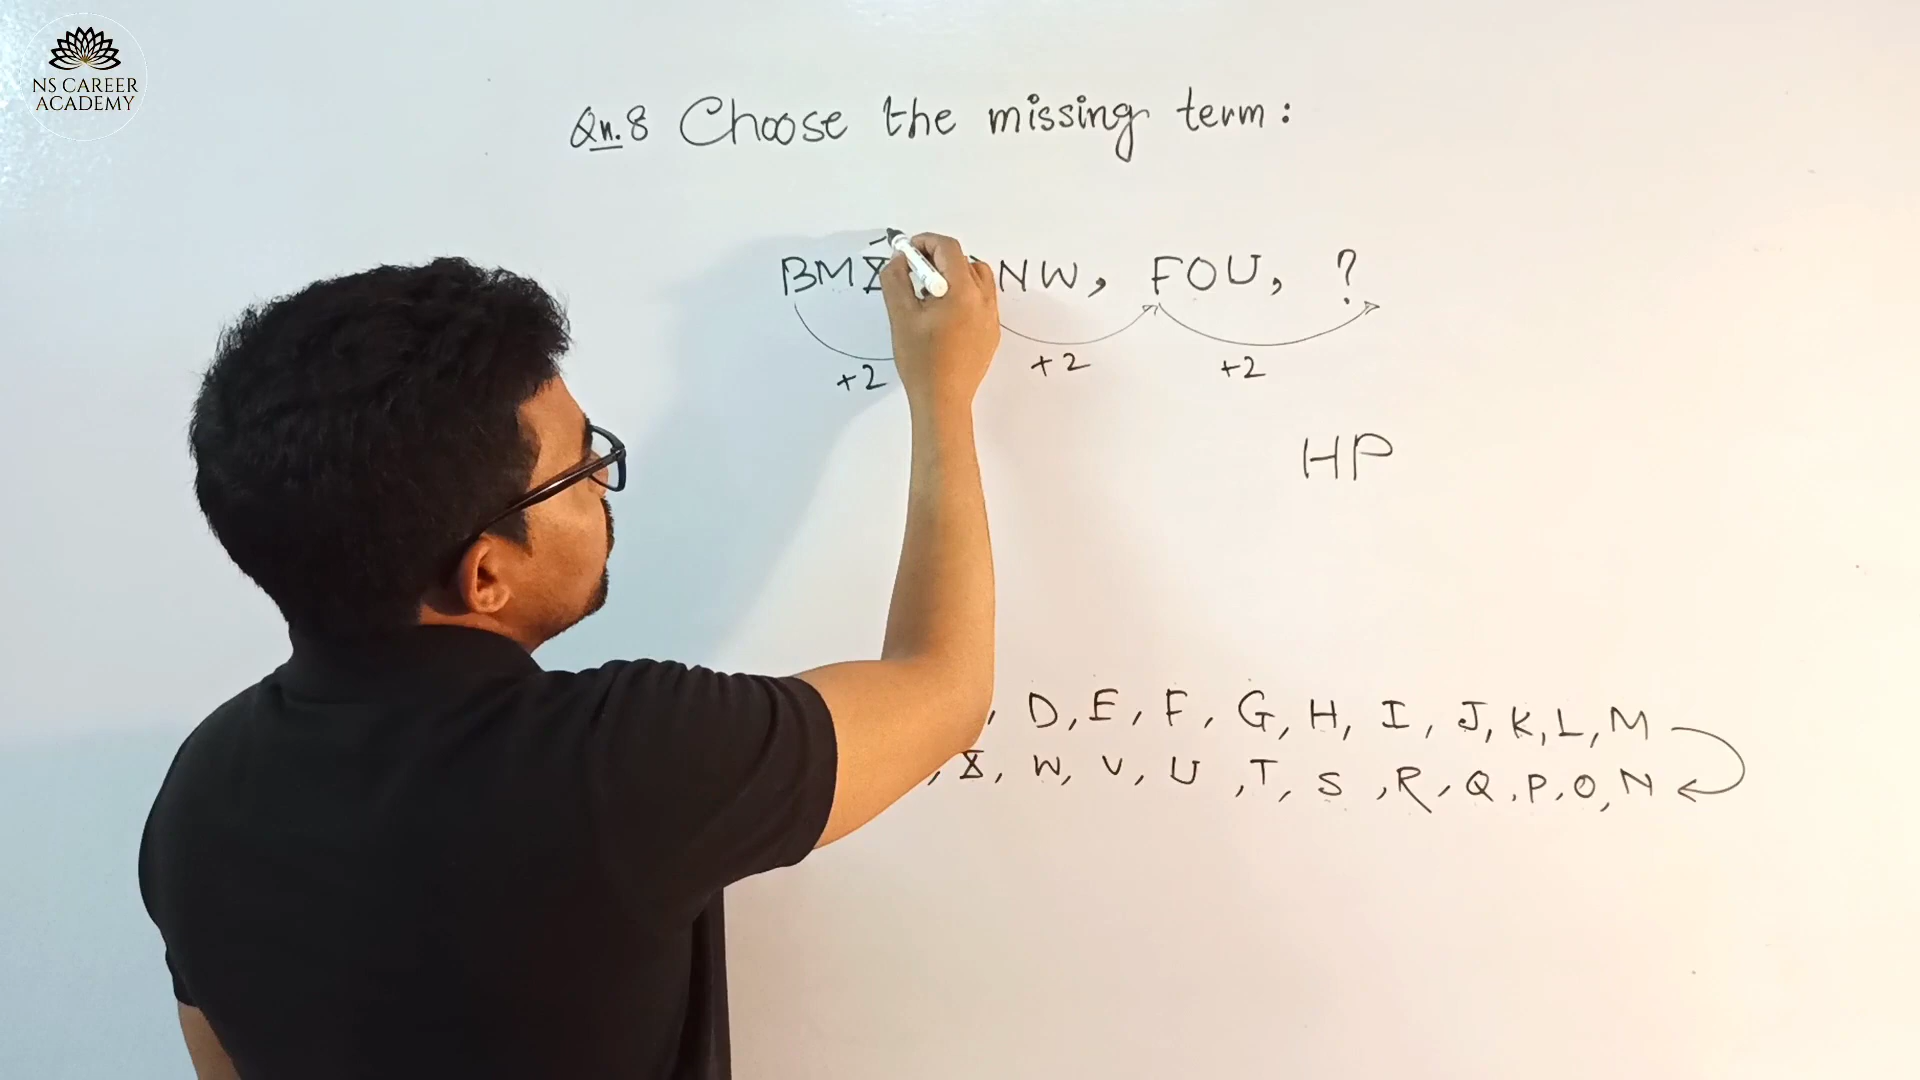 NS CAREER
ACADEMY
Qn.8 Choose the missing term:
BMX NW, FOU, ?
+2 +2 +2
HP
, D, E, F, G, H, I, J, K, L, M
, X, W, V, U, T, S, R, Q, P, O, N